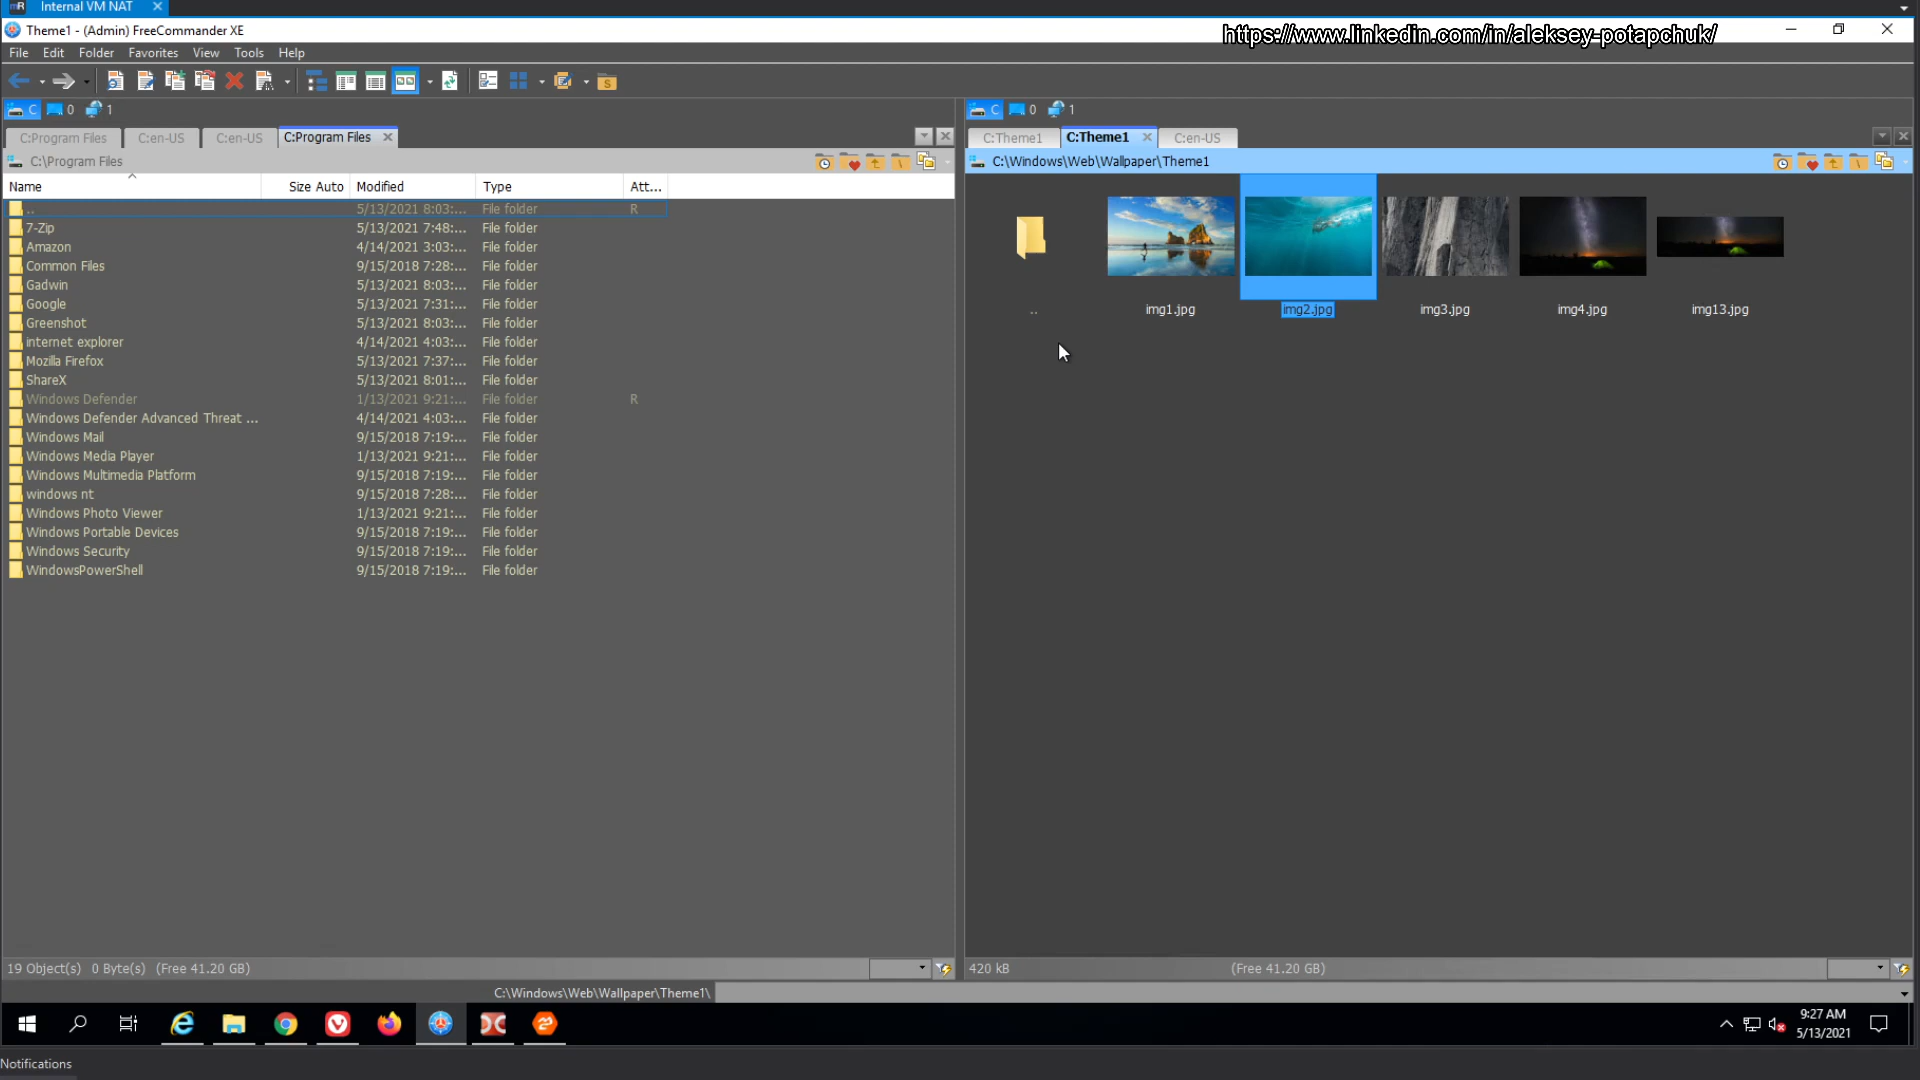 Internal VM NAT
Theme1 - (Admin) FreeCommander XE
https://www.linkedin.com/in/aleksey-potapchuk/
File Edit Folder Favorites View Tools Help
C 0 1
C:Program Files C:en-US C:en-US C:Program Files
C:\Program Files
Name Size Auto Modified Type Att...
.. 5/13/2021 8:03:... File folder R
7-Zip 5/13/2021 7:48:... File folder
Amazon 4/14/2021 3:03:... File folder
Common Files 9/15/2018 7:28:... File folder
Gadwin 5/13/2021 8:03:... File folder
Google 5/13/2021 7:31:... File folder
Greenshot 5/13/2021 8:03:... File folder
internet explorer 4/14/2021 4:03:... File folder
Mozilla Firefox 5/13/2021 7:37:... File folder
ShareX 5/13/2021 8:01:... File folder
Windows Defender 1/13/2021 9:21:... File folder R
Windows Defender Advanced Threat ... 4/14/2021 4:03:... File folder
Windows Mail 9/15/2018 7:19:... File folder
Windows Media Player 1/13/2021 9:21:... File folder
Windows Multimedia Platform 9/15/2018 7:19:... File folder
windows nt 9/15/2018 7:28:... File folder
Windows Photo Viewer 1/13/2021 9:21:... File folder
Windows Portable Devices 9/15/2018 7:19:... File folder
Windows Security 9/15/2018 7:19:... File folder
WindowsPowerShell 9/15/2018 7:19:... File folder
19 Object(s) 0 Byte(s) (Free 41.20 GB)
C 0 1
C:Theme1 C:Theme1 C:en-US
C:\Windows\Web\Wallpaper\Theme1
.. img1.jpg img2.jpg img3.jpg img4.jpg img13.jpg
420 kB (Free 41.20 GB)
C:\Windows\Web\Wallpaper\Theme1\
9:27 AM
5/13/2021
Notifications